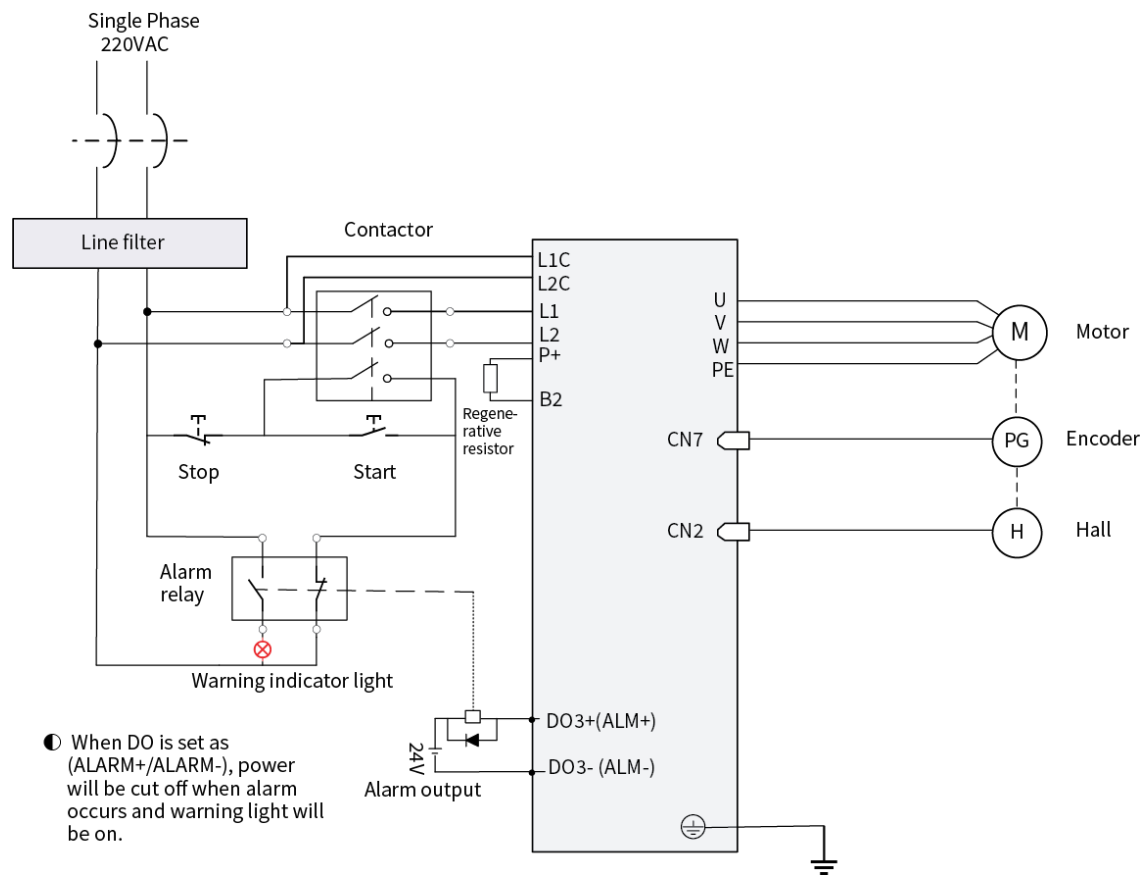 Single Phase
220VAC
Line filter
Contactor
L1C
L2C
L1
L2
P+
B2
Regene-
rative
resistor
U
V
W
PE
M
Motor
CN7
PG
Encoder
CN2
H
Hall
Stop
Start
Alarm
relay
Warning indicator light
DO3+(ALM+)
24V
DO3- (ALM-)
Alarm output
When DO is set as
(ALARM+/ALARM-), power
will be cut off when alarm
occurs and warning light will
be on.